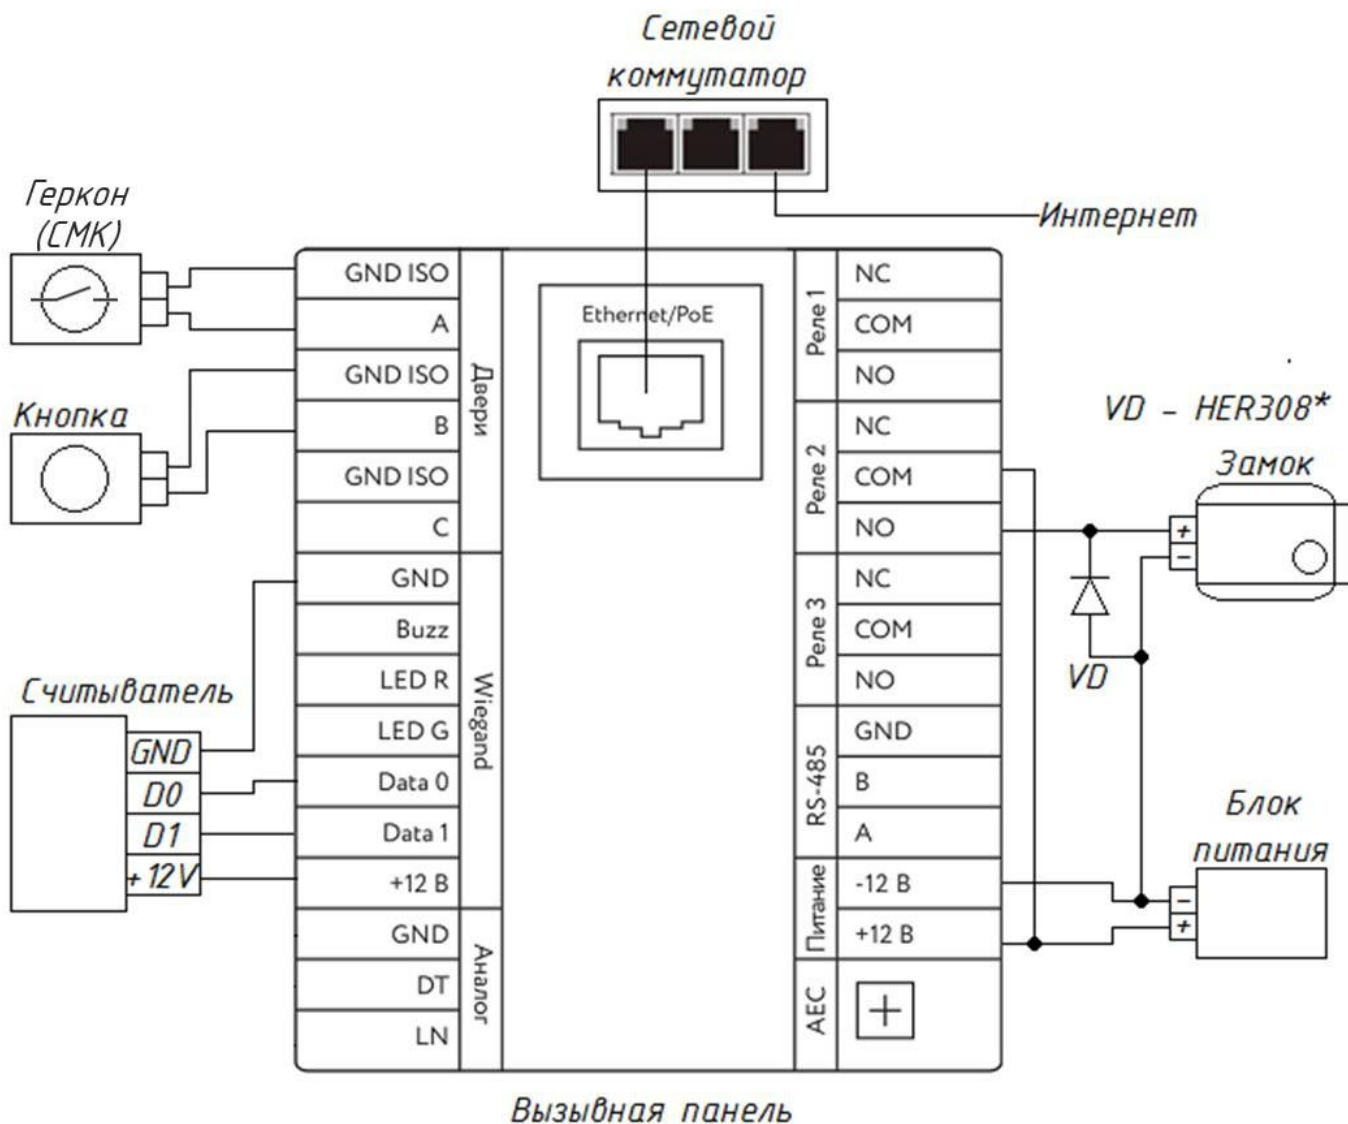 Сетевой
коммутатор
Интернет
Геркон
(СМК)
Кнопка
Считыватель
GND
D0
D1
+12V
GND ISO
A
GND ISO
B
GND ISO
C
Двери
GND
Buzz
LED R
LED G
Data 0
Data 1
+12 В
Wiegand
GND
DT
LN
Аналог
Ethernet/PoE
Реле 1
NC
COM
NO
Реле 2
NC
COM
NO
Реле 3
NC
COM
NO
RS-485
GND
B
A
Питание
-12 В
+12 В
AEC
+
VD - HER308*
Замок
+
-
VD
Блок
питания
-
+
Вызывная панель